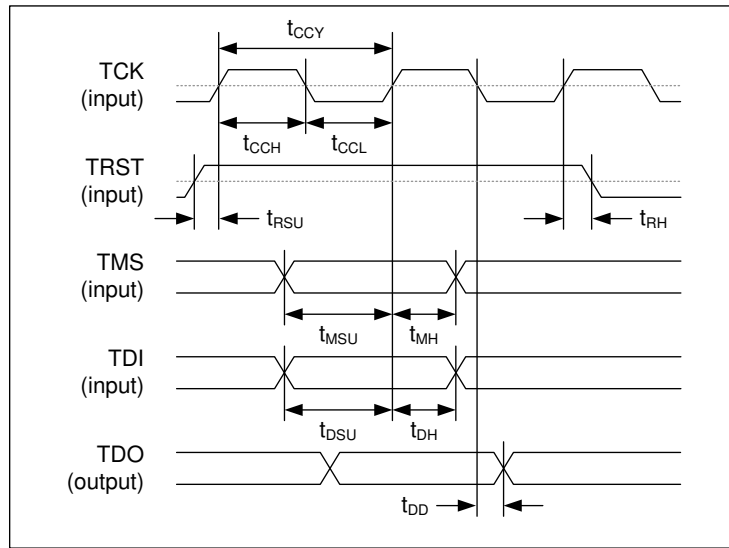 tCCY
TCK
(input)
tCCH tCCL
TRST
(input)
tRSU tRH
TMS
(input)
tMSU tMH
TDI
(input)
tDSU tDH
TDO
(output)
tDD